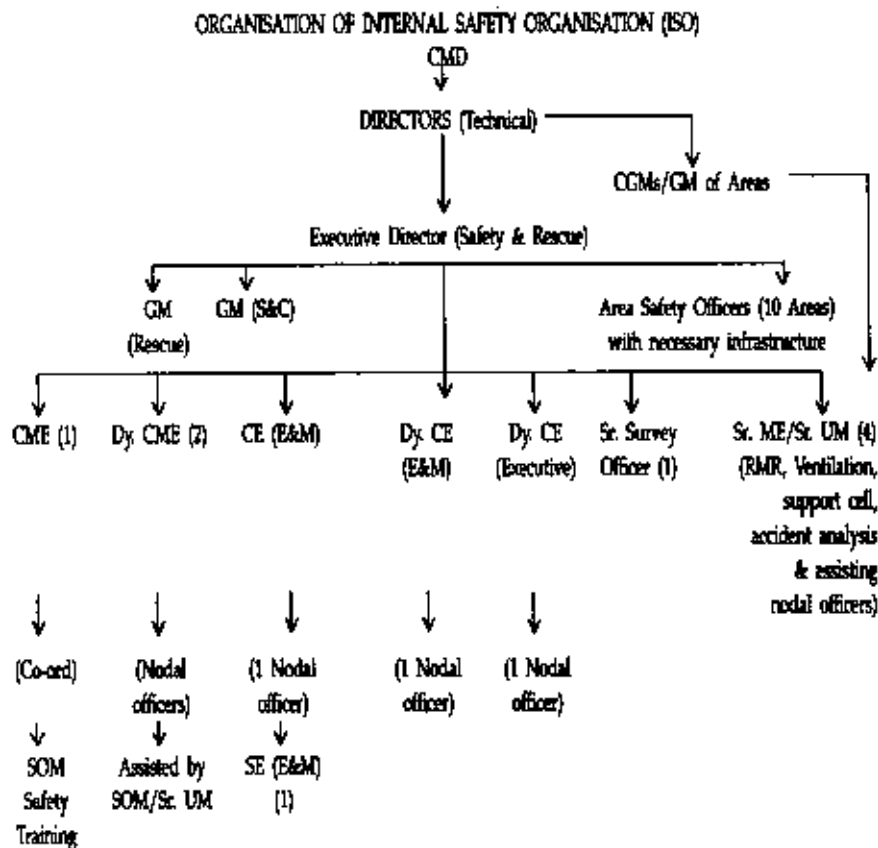 ORGANISATION OF INTERNAL SAFETY ORGANISATION (ISO)
CMD
DIRECTORS (Technical)
CGMs/GM of Areas
Executive Director (Safety & Rescue)
GM (Rescue)
GM (S&C)
Area Safety Officers (10 Areas)
with necessary infrastructure
CME (1)
Dy. CME (2)
CE (E&M)
Dy. CE
(E&M)
Dy. CE
(Executive)
Sr. Survey
Officer (1)
Sr. ME/Sr. UM (4)
(RMR, Ventilation,
support cell,
accident analysis
& assisting
nodal officers)
(Co-ord)
(Nodal
officers)
(1 Nodal
officer)
(1 Nodal
officer)
(1 Nodal
officer)
SOM
Safety
Training
Assisted by
SOM/Sr. UM
SE (E&M)
(1)